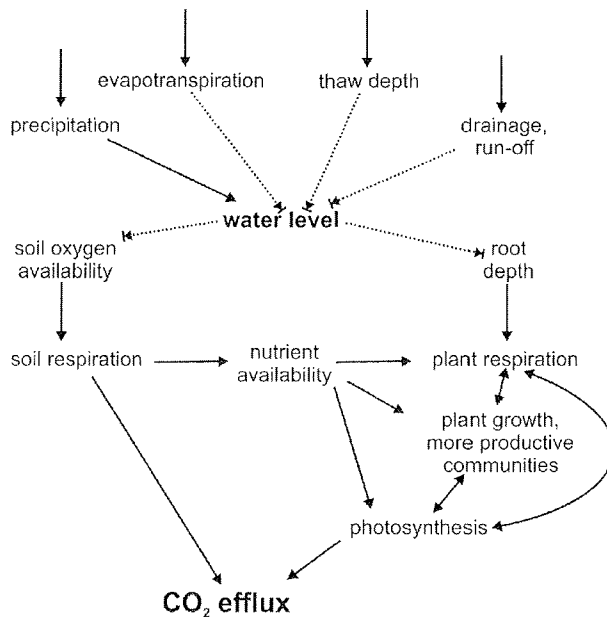 evapotranspiration
thaw depth
precipitation
drainage,
run-off
water level
soil oxygen
availability
root
depth
soil respiration
nutrient
availability
plant respiration
plant growth,
more productive
communities
photosynthesis
CO₂ efflux